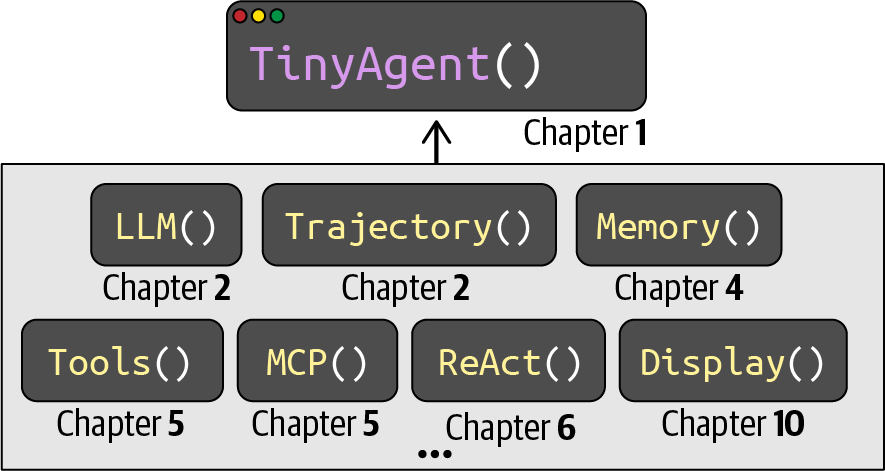 TinyAgent()
Chapter 1
LLM() Trajectory() Memory()
Chapter 2 Chapter 2 Chapter 4
Tools() MCP() ReAct() Display()
Chapter 5 Chapter 5 Chapter 6 Chapter 10
...